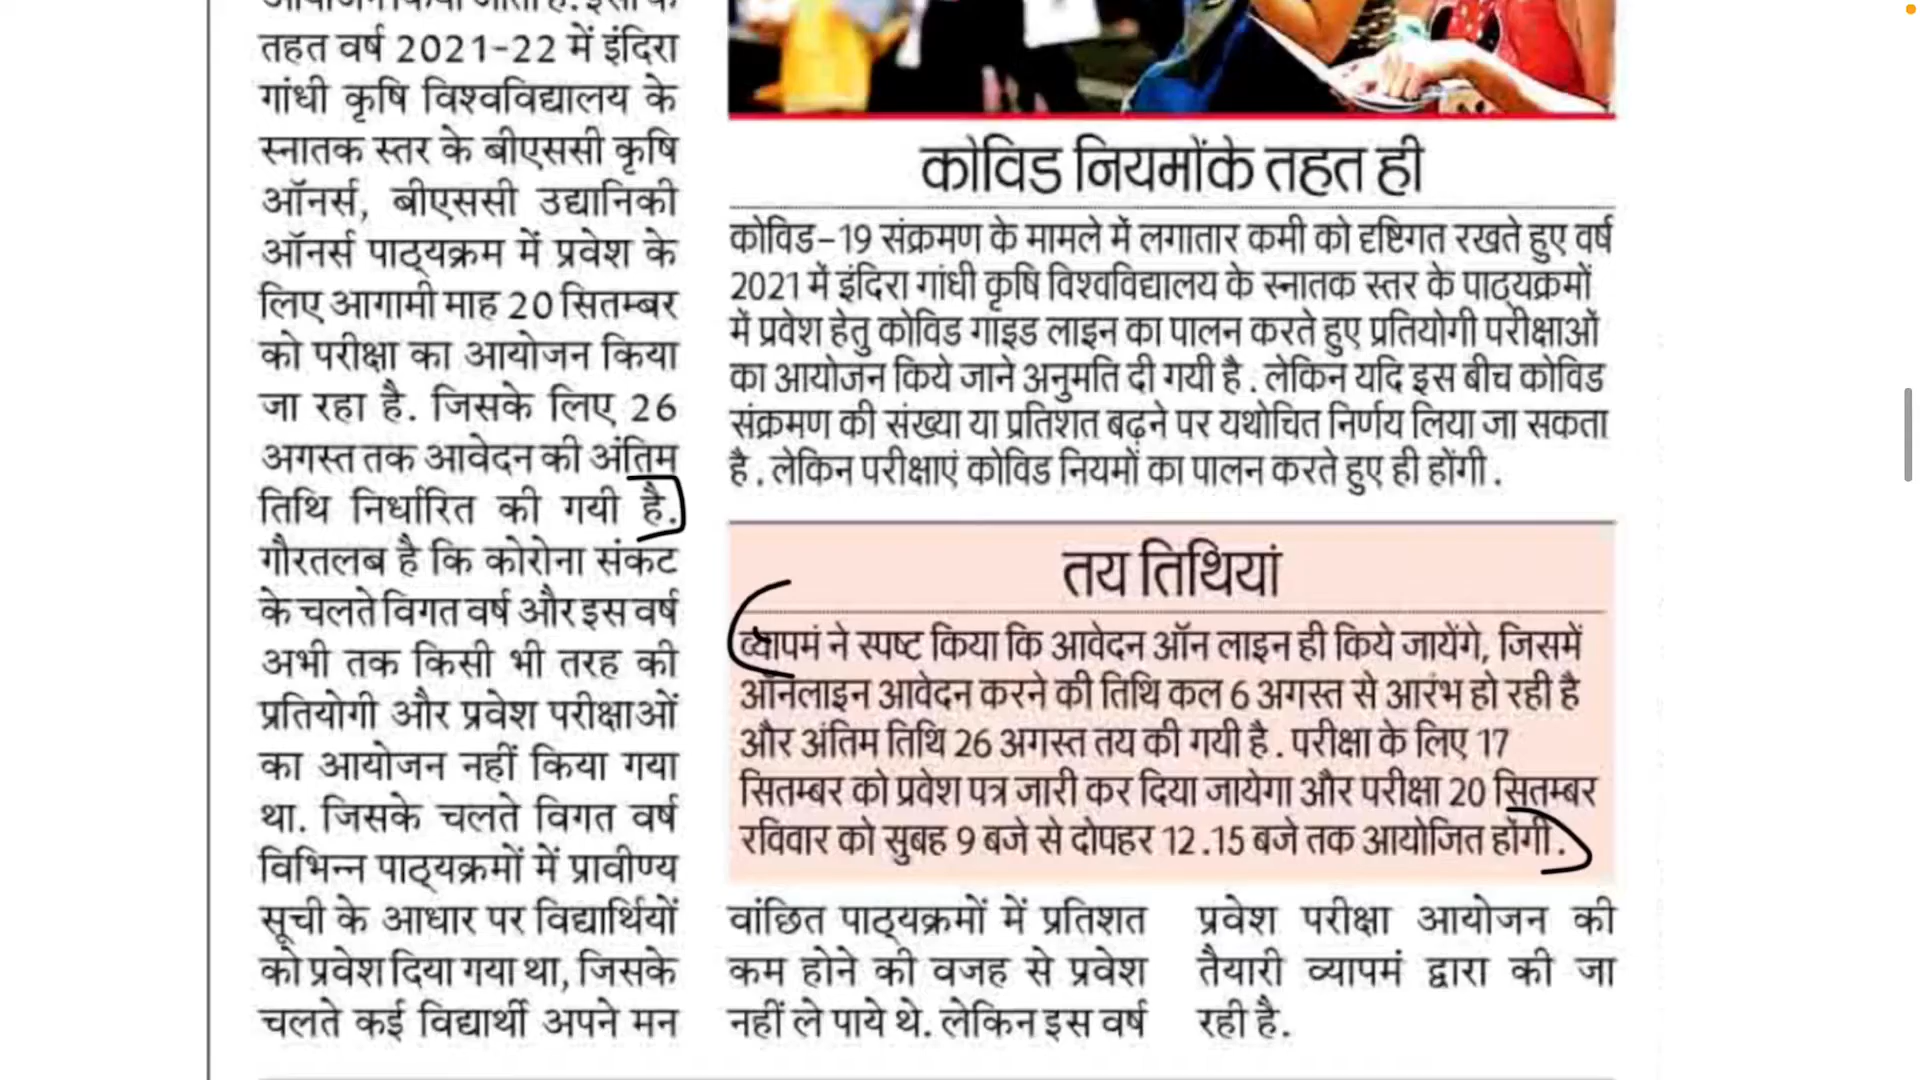 तहत वर्ष 2021-22 में इंदिरा
गांधी कृषि विश्वविद्यालय के
स्नातक स्तर के बीएससी कृषि
ऑनर्स, बीएससी उद्यानिकी
ऑनर्स पाठ्यक्रम में प्रवेश के
लिए आगामी माह 20 सितम्बर
को परीक्षा का आयोजन किया
जा रहा है. जिसके लिए 26
अगस्त तक आवेदन की अंतिम
तिथि निर्धारित की गयी है.
गौरतलब है कि कोरोना संकट
के चलते विगत वर्ष और इस वर्ष
अभी तक किसी भी तरह की
प्रतियोगी और प्रवेश परीक्षाओं
का आयोजन नहीं किया गया
था. जिसके चलते विगत वर्ष
विभिन्न पाठ्यक्रमों में प्रावीण्य
सूची के आधार पर विद्यार्थियों
को प्रवेश दिया गया था, जिसके
चलते कई विद्यार्थी अपने मन
कोविड नियमोंके तहत ही
कोविड-19 संक्रमण के मामले में लगातार कमी को दृष्टिगत रखते हुए वर्ष
2021 में इंदिरा गांधी कृषि विश्वविद्यालय के स्नातक स्तर के पाठ्यक्रमों
में प्रवेश हेतु कोविड गाइड लाइन का पालन करते हुए प्रतियोगी परीक्षाओं
का आयोजन किये जाने अनुमति दी गयी है. लेकिन यदि इस बीच कोविड
संक्रमण की संख्या या प्रतिशत बढ़ने पर यथोचित निर्णय लिया जा सकता
है. लेकिन परीक्षाएं कोविड नियमों का पालन करते हुए ही होंगी.
तय तिथियां
व्यापमं ने स्पष्ट किया कि आवेदन ऑन लाइन ही किये जायेंगे, जिसमें
ऑनलाइन आवेदन करने की तिथि कल 6 अगस्त से आरंभ हो रही है
और अंतिम तिथि 26 अगस्त तय की गयी है. परीक्षा के लिए 17
सितम्बर को प्रवेश पत्र जारी कर दिया जायेगा और परीक्षा 20 सितम्बर
रविवार को सुबह 9 बजे से दोपहर 12.15 बजे तक आयोजित होगी.
वांछित पाठ्यक्रमों में प्रतिशत
कम होने की वजह से प्रवेश
नहीं ले पाये थे. लेकिन इस वर्ष
प्रवेश परीक्षा आयोजन की
तैयारी व्यापमं द्वारा की जा
रही है.